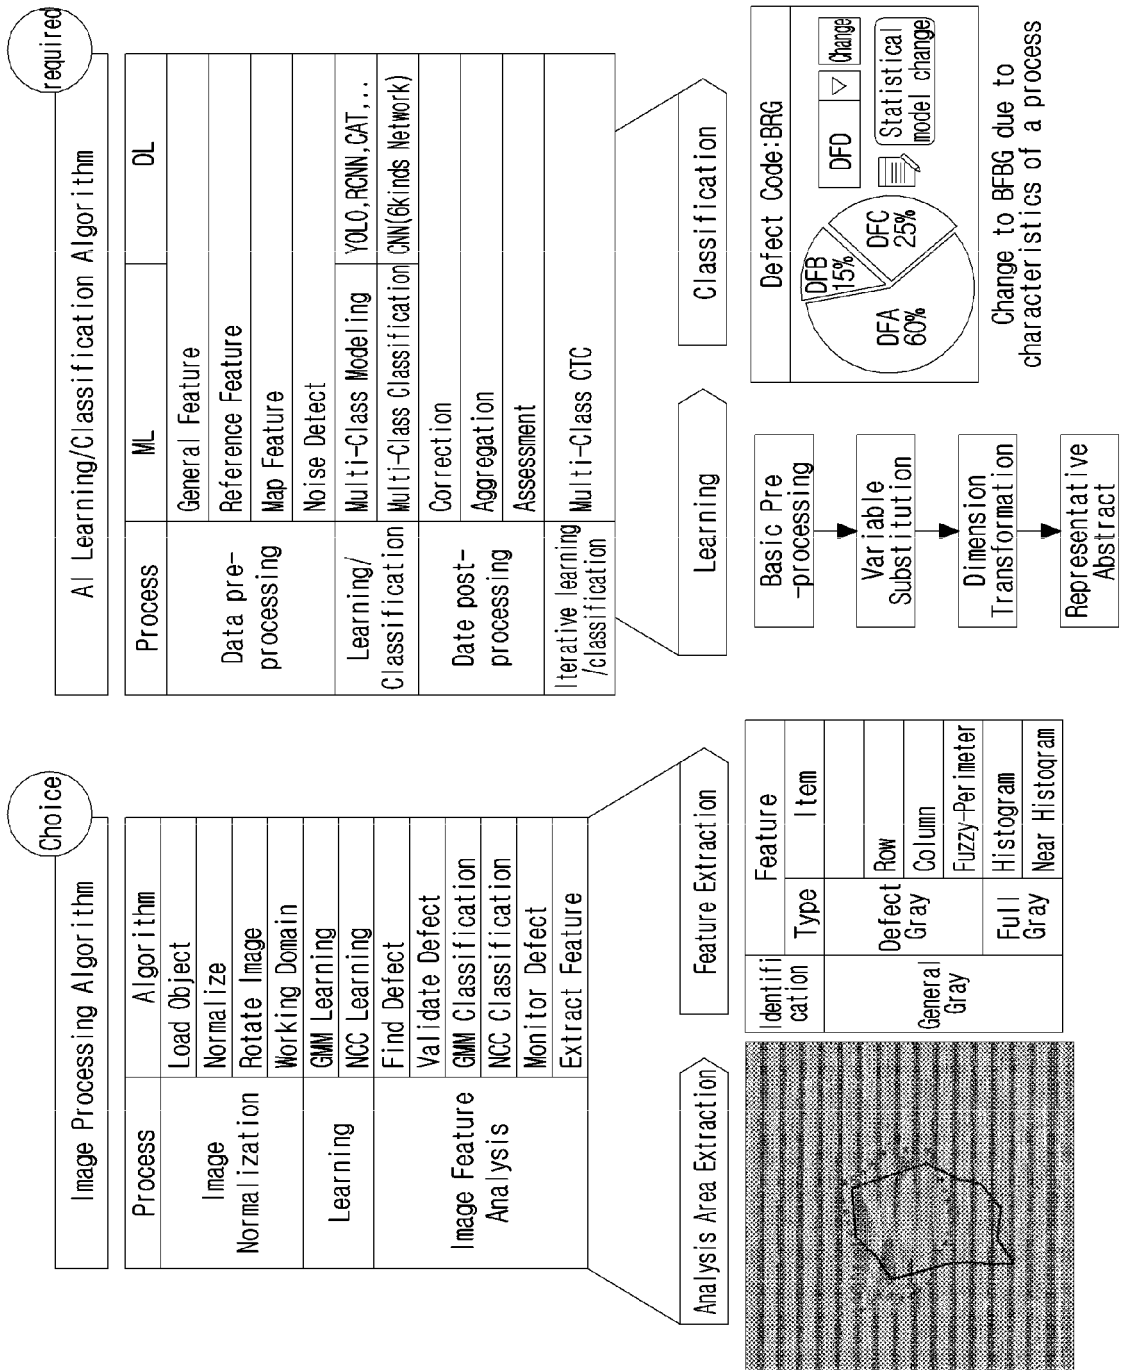 Image Processing Algorithm
Choice
Process
Algorithm
Image
Normalization
Load Object
Normalize
Rotate Image
Working Domain
Learning
GMM Learning
NCC Learning
Image Feature
Analysis
Find Defect
Validate Defect
GMM Classification
NCC Classification
Monitor Defect
Extract Feature
Analysis Area Extraction
Feature Extraction
Identifi
cation
Feature
Type
Item
General
Gray
Defect
Gray
Row
Column
Fuzzy-Perimeter
Full
Gray
Histogram
Near Histogram
AI Learning/Classification Algorithm
required
Process
ML
DL
Data pre-
processing
General Feature
Reference Feature
Map Feature
Noise Detect
Learning/
Classification
Multi-Class Modeling
YOLO,RCNN,CAT,..
Multi-Class Classification
CNN(6kinds Network)
Date post-
processing
Correction
Aggregation
Assessment
Iterative learning
/classification
Multi-Class CTC
Learning
Classification
Basic Pre
-processing
Variable
Substitution
Dimension
Transformation
Representative
Abstract
Defect Code:BRG
DFA
60%
DFB
15%
DFC
25%
DFD
▽
Change
Statistical
model change
Change to BFBG due to
characteristics of a process